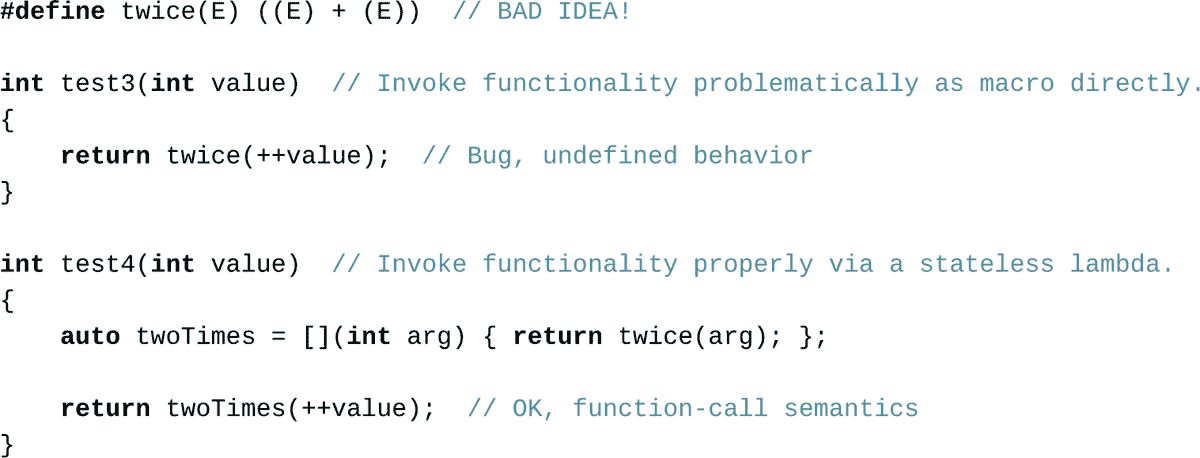 #define twice(E) ((E) + (E))  // BAD IDEA!
int test3(int value)  // Invoke functionality problematically as macro directly.
{
    return twice(++value);  // Bug, undefined behavior
}
int test4(int value)  // Invoke functionality properly via a stateless lambda.
{
    auto twoTimes = [](int arg) { return twice(arg); };
    return twoTimes(++value);  // OK, function-call semantics
}